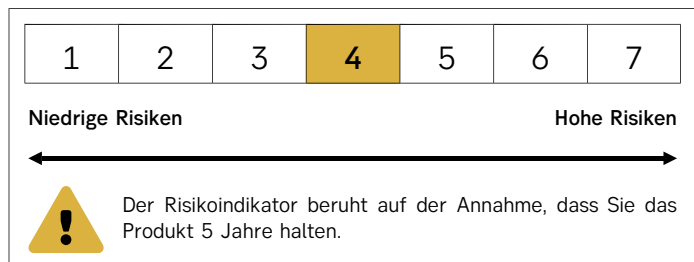 1 2 3 4 5 6 7
Niedrige Risiken Hohe Risiken
Der Risikoindikator beruht auf der Annahme, dass Sie das
Produkt 5 Jahre halten.